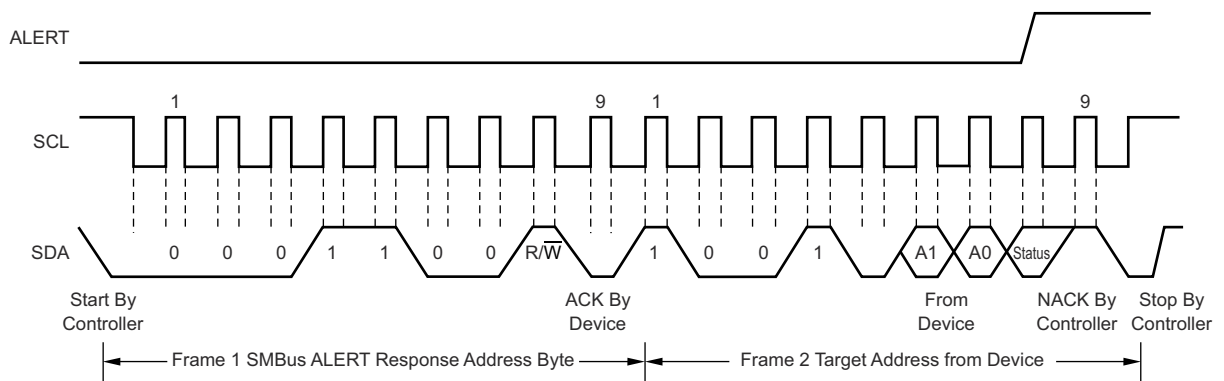 ALERT
1 9 1 9
SCL
SDA 0 0 0 1 1 0 0 R/W̅ 1 0 0 1 A1 A0 Status
Start By
Controller
ACK By
Device
From
Device
NACK By
Controller
Stop By
Controller
Frame 1 SMBus ALERT Response Address Byte
Frame 2 Target Address from Device